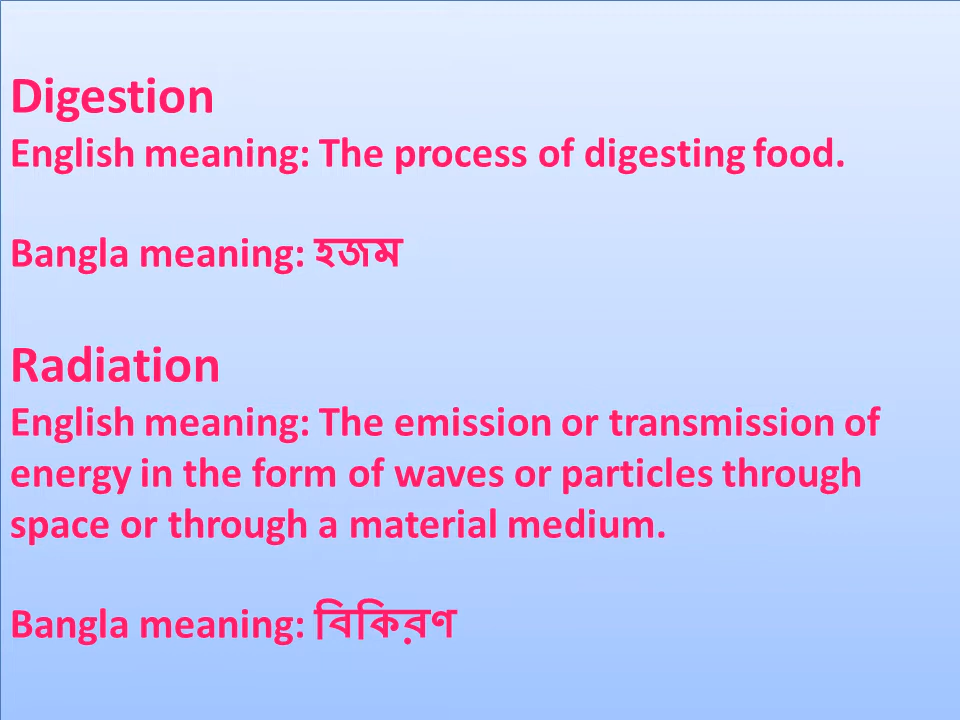 Digestion
English meaning: The process of digesting food.
Bangla meaning: হজম
Radiation
English meaning: The emission or transmission of
energy in the form of waves or particles through
space or through a material medium.
Bangla meaning: বিকিরণ